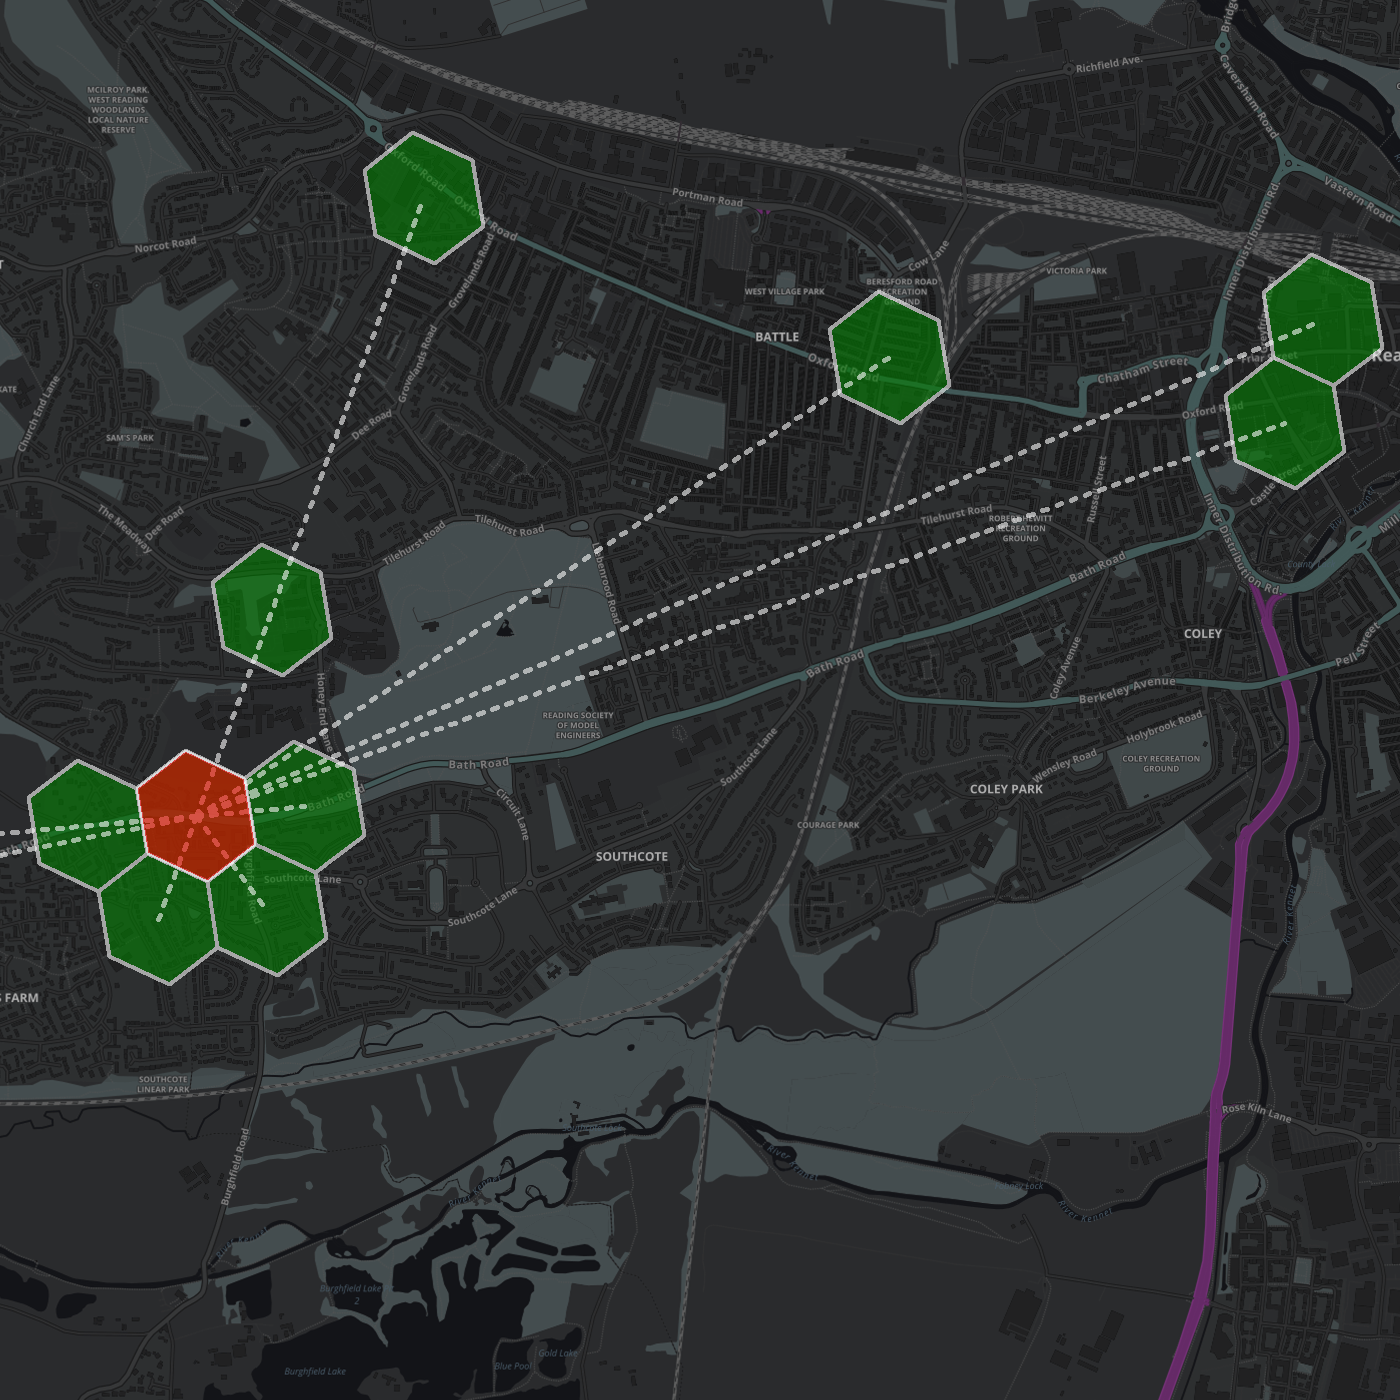 Richfield Ave.
Caversham Road
MCILROY PARK,
WEST READING
WOODLANDS
LOCAL NATURE
RESERVE
Oxford Road
Oxford Road
Portman Road
Vastern Road
Norcot Road
Grovelands Road
Cow Lane
Inner Distribution Rd.
VICTORIA PARK
BERESFORD ROAD
RECREATION
WEST VILLAGE PARK
BATTLE
Oxford Road
Chatham Street
Friar Street
Rea
Church End Lane
Grovelands Road
Dee Road
Oxford Road
SAM'S PARK
Castle Street
Russell Street
The Meadway
Dee Road
Tilehurst Road
Tilehurst Road
Tilehurst Road
ROBERT HEWITT
RECREATION
GROUND
Inner Distribution Rd.
Bath Road
COLEY
Pell Street
Bath Road
Coley Avenue
Berkeley Avenue
Honey End Lane
READING SOCIETY
OF MODEL
ENGINEERS
Holybrook Road
Wensley Road
COLEY RECREATION
GROUND
Bath Road
Southcote Lane
Bath Road
Circuit Lane
COLEY PARK
COURAGE PARK
SOUTHCOTE
Southcote Lane
Southcote Lane
River Kennet
S FARM
SOUTHCOTE
LINEAR PARK
Rose Kiln Lane
Burghfield Road
River Kennet
River Kennet
River Kennet
River Kennet
Burghfield Lake
2
Burghfield Lake
Blue Pool
Gold Lake